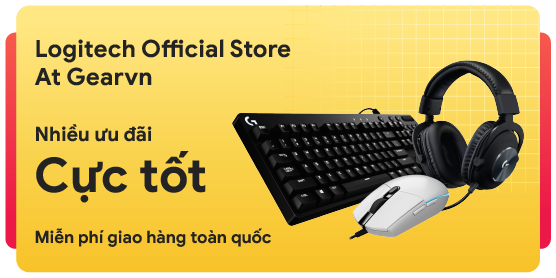 Logitech Official Store
At Gearvn
Nhiều ưu đãi
Cực tốt
Miễn phí giao hàng toàn quốc